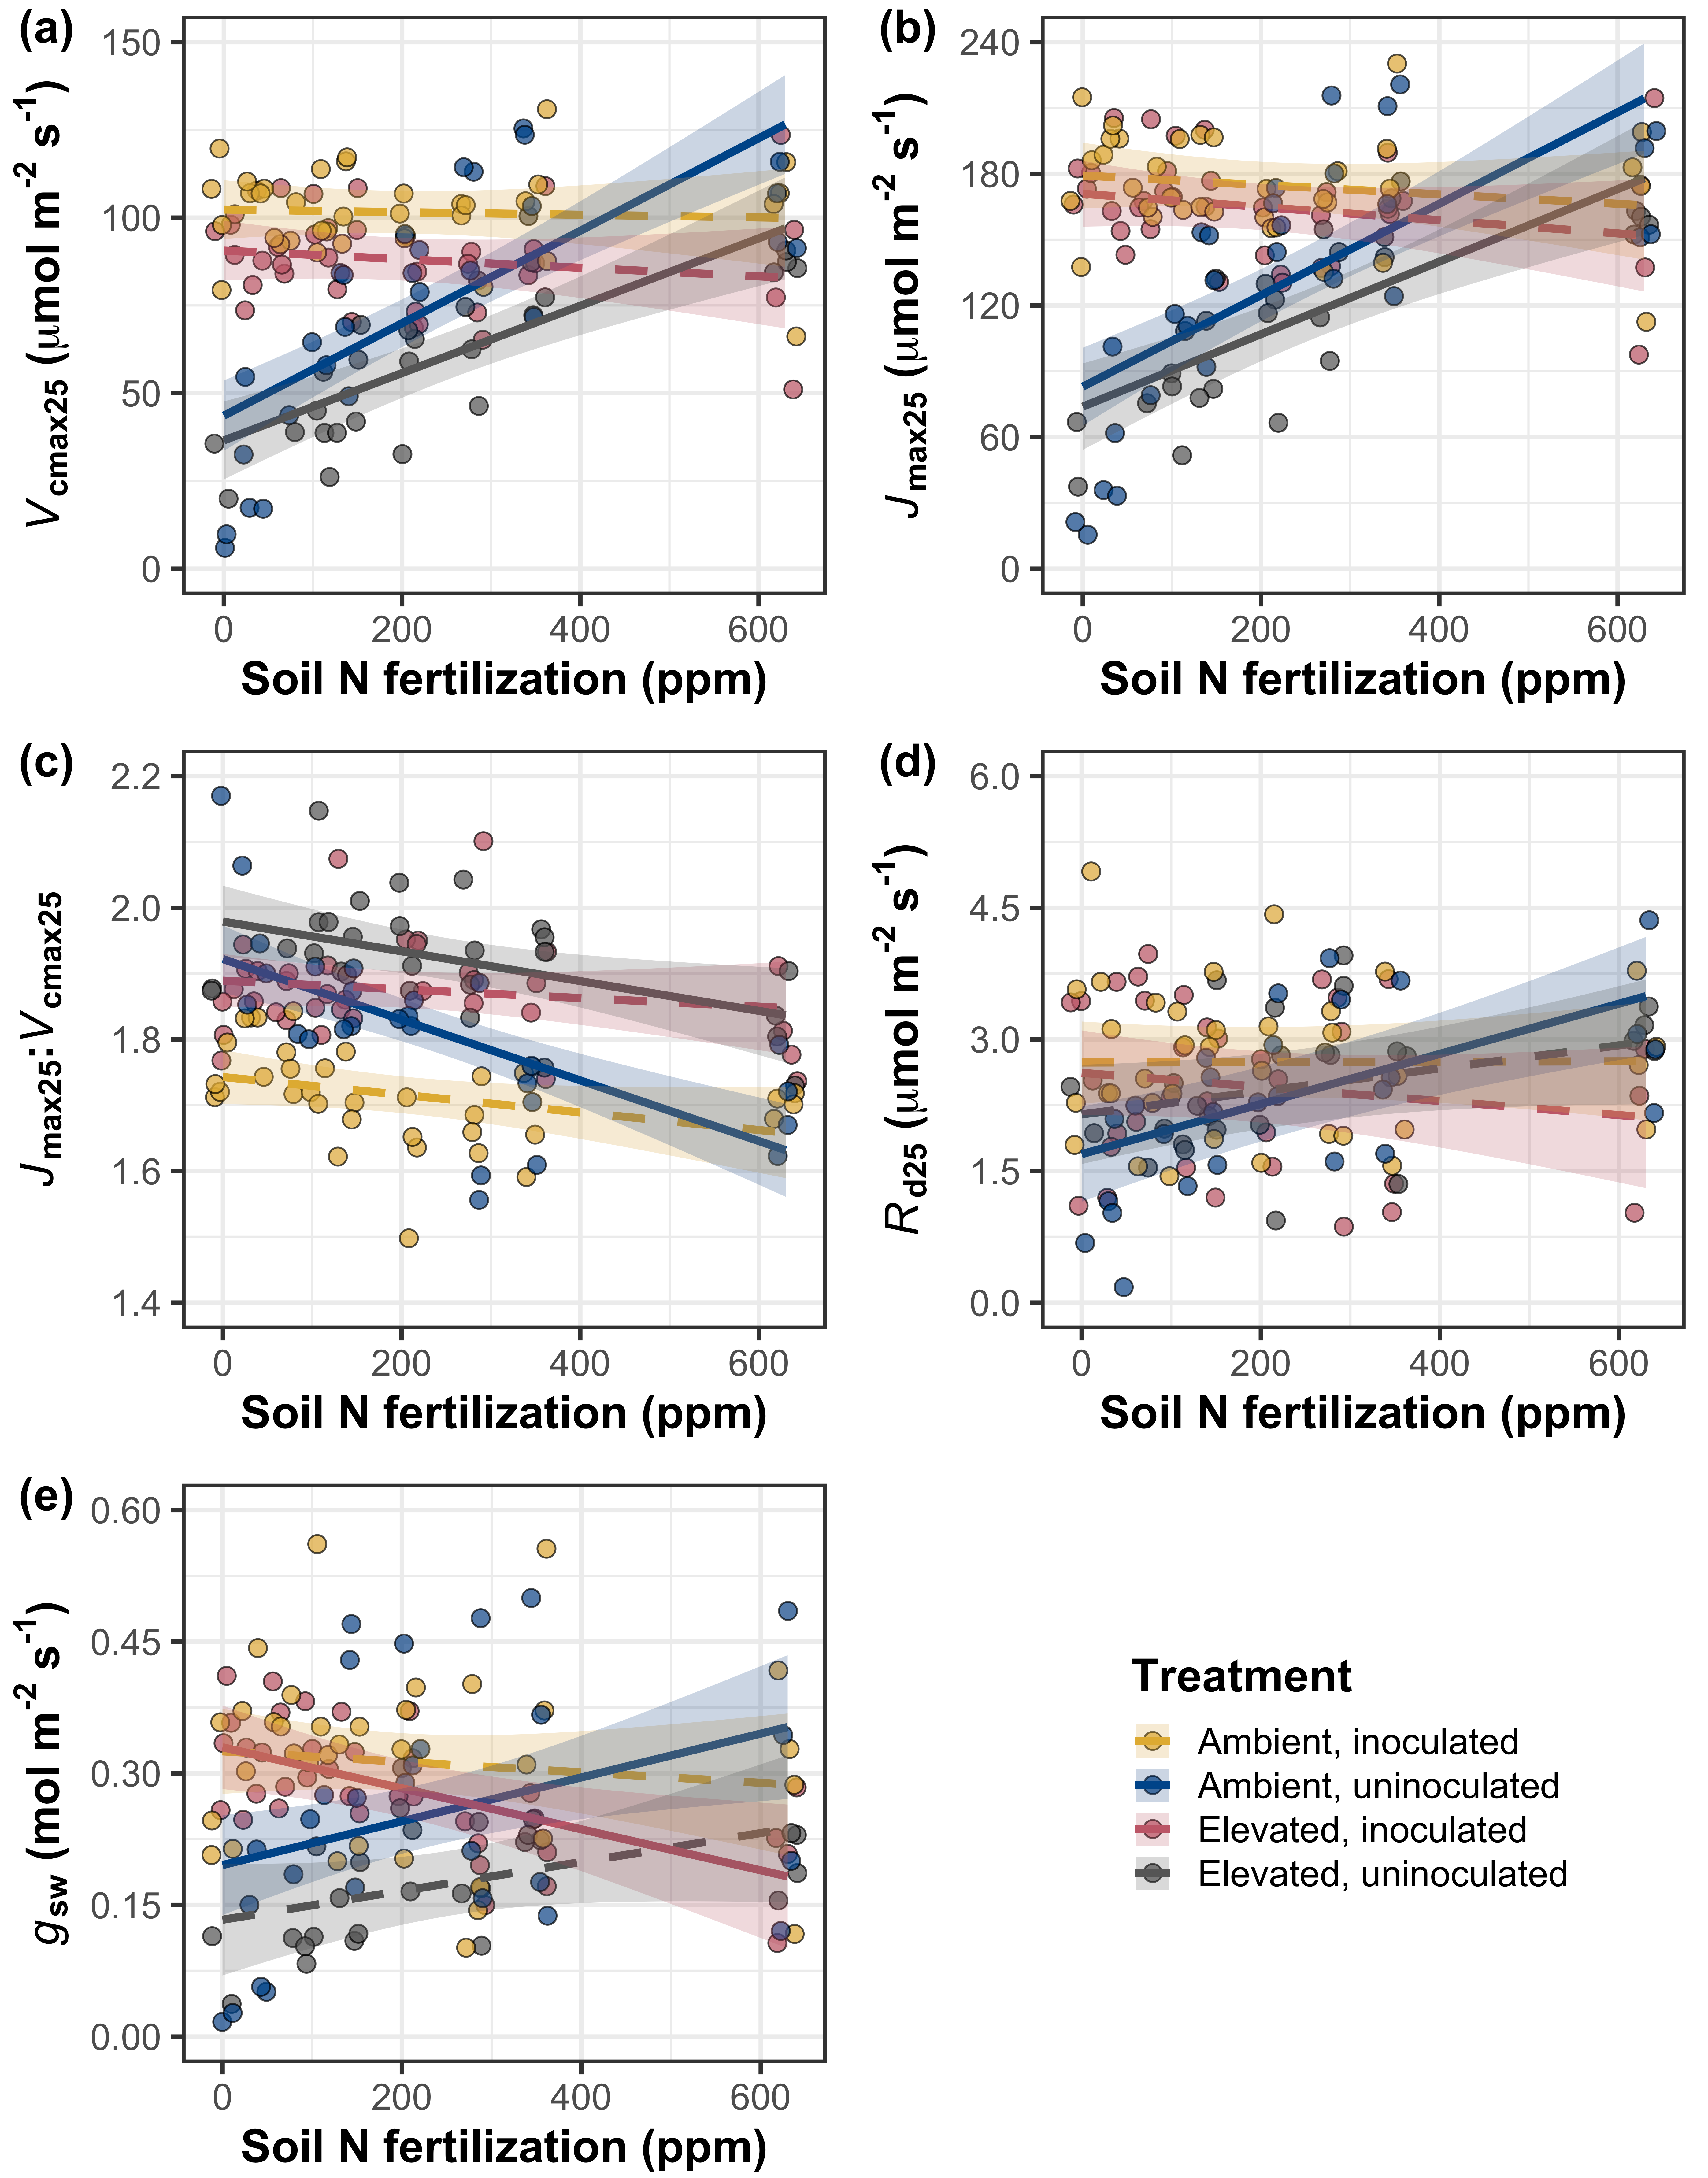 (a)
150
100
50
0
Vcmax25 (μmol m-2 s-1)
0 200 400 600
Soil N fertilization (ppm)
(b)
240
180
120
60
0
Jmax25 (μmol m-2 s-1)
0 200 400 600
Soil N fertilization (ppm)
(c)
2.2
2.0
1.8
1.6
1.4
Jmax25:Vcmax25
0 200 400 600
Soil N fertilization (ppm)
(d)
6.0
4.5
3.0
1.5
0.0
Rd25 (μmol m-2 s-1)
0 200 400 600
Soil N fertilization (ppm)
(e)
0.60
0.45
0.30
0.15
0.00
gsw (mol m-2 s-1)
0 200 400 600
Soil N fertilization (ppm)
Treatment
Ambient, inoculated
Ambient, uninoculated
Elevated, inoculated
Elevated, uninoculated